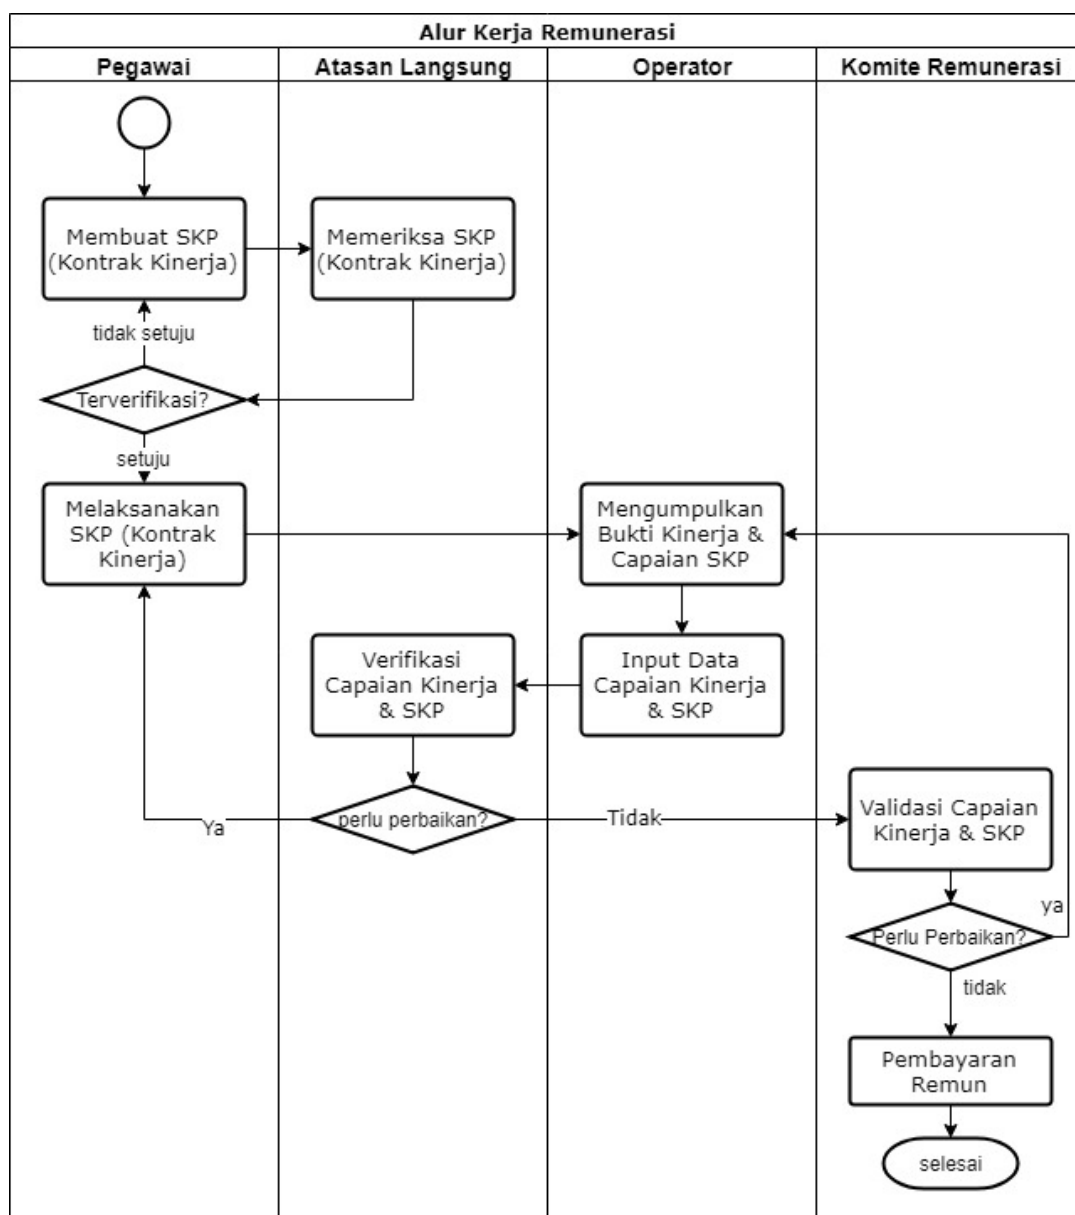 Alur Kerja Remunerasi
Pegawai
Atasan Langsung
Operator
Komite Remunerasi
Membuat SKP
(Kontrak Kinerja)
Memeriksa SKP
(Kontrak Kinerja)
tidak setuju
Terverifikasi?
setuju
Melaksanakan
SKP (Kontrak
Kinerja)
Mengumpulkan
Bukti Kinerja &
Capaian SKP
Verifikasi
Capaian Kinerja
& SKP
Input Data
Capaian Kinerja
& SKP
Ya
perlu perbaikan?
Tidak
Validasi Capaian
Kinerja & SKP
ya
Perlu Perbaikan?
tidak
Pembayaran
Remun
selesai